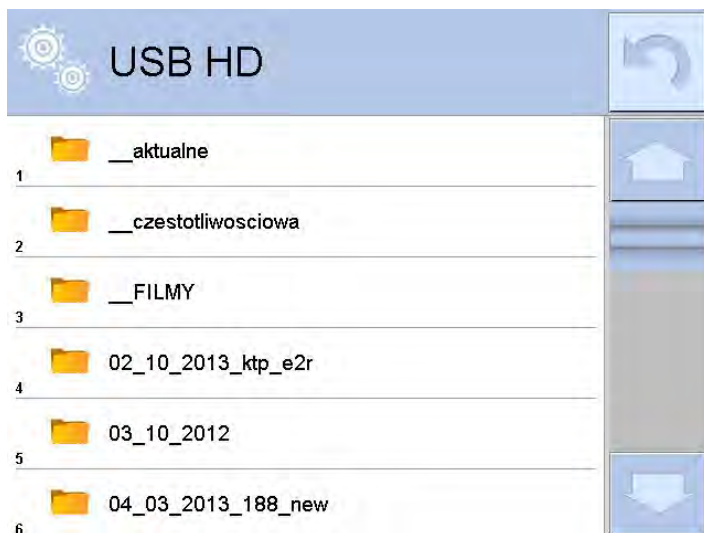 USB HD
__aktualne
1
__czestotliwosciowa
2
__FILMY
3
02_10_2013_ktp_e2r
4
03_10_2012
5
04_03_2013_188_new
6